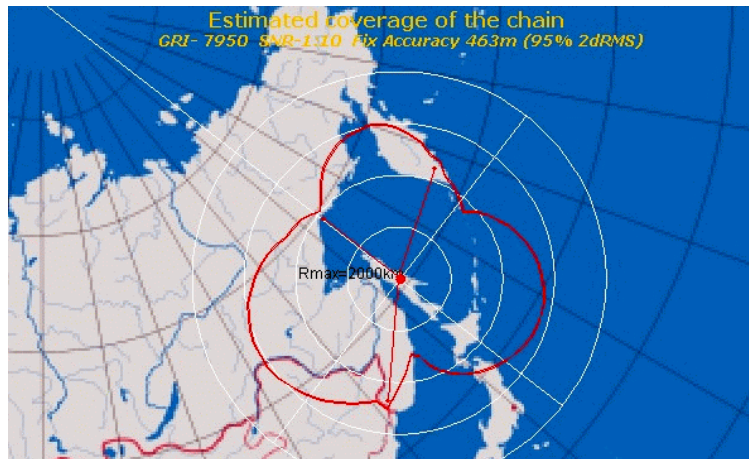 Estimated coverage of the chain
GRI- 7950 SNR-1:10 Fix Accuracy 463m (95% 2dRMS)
Rmax=2000km